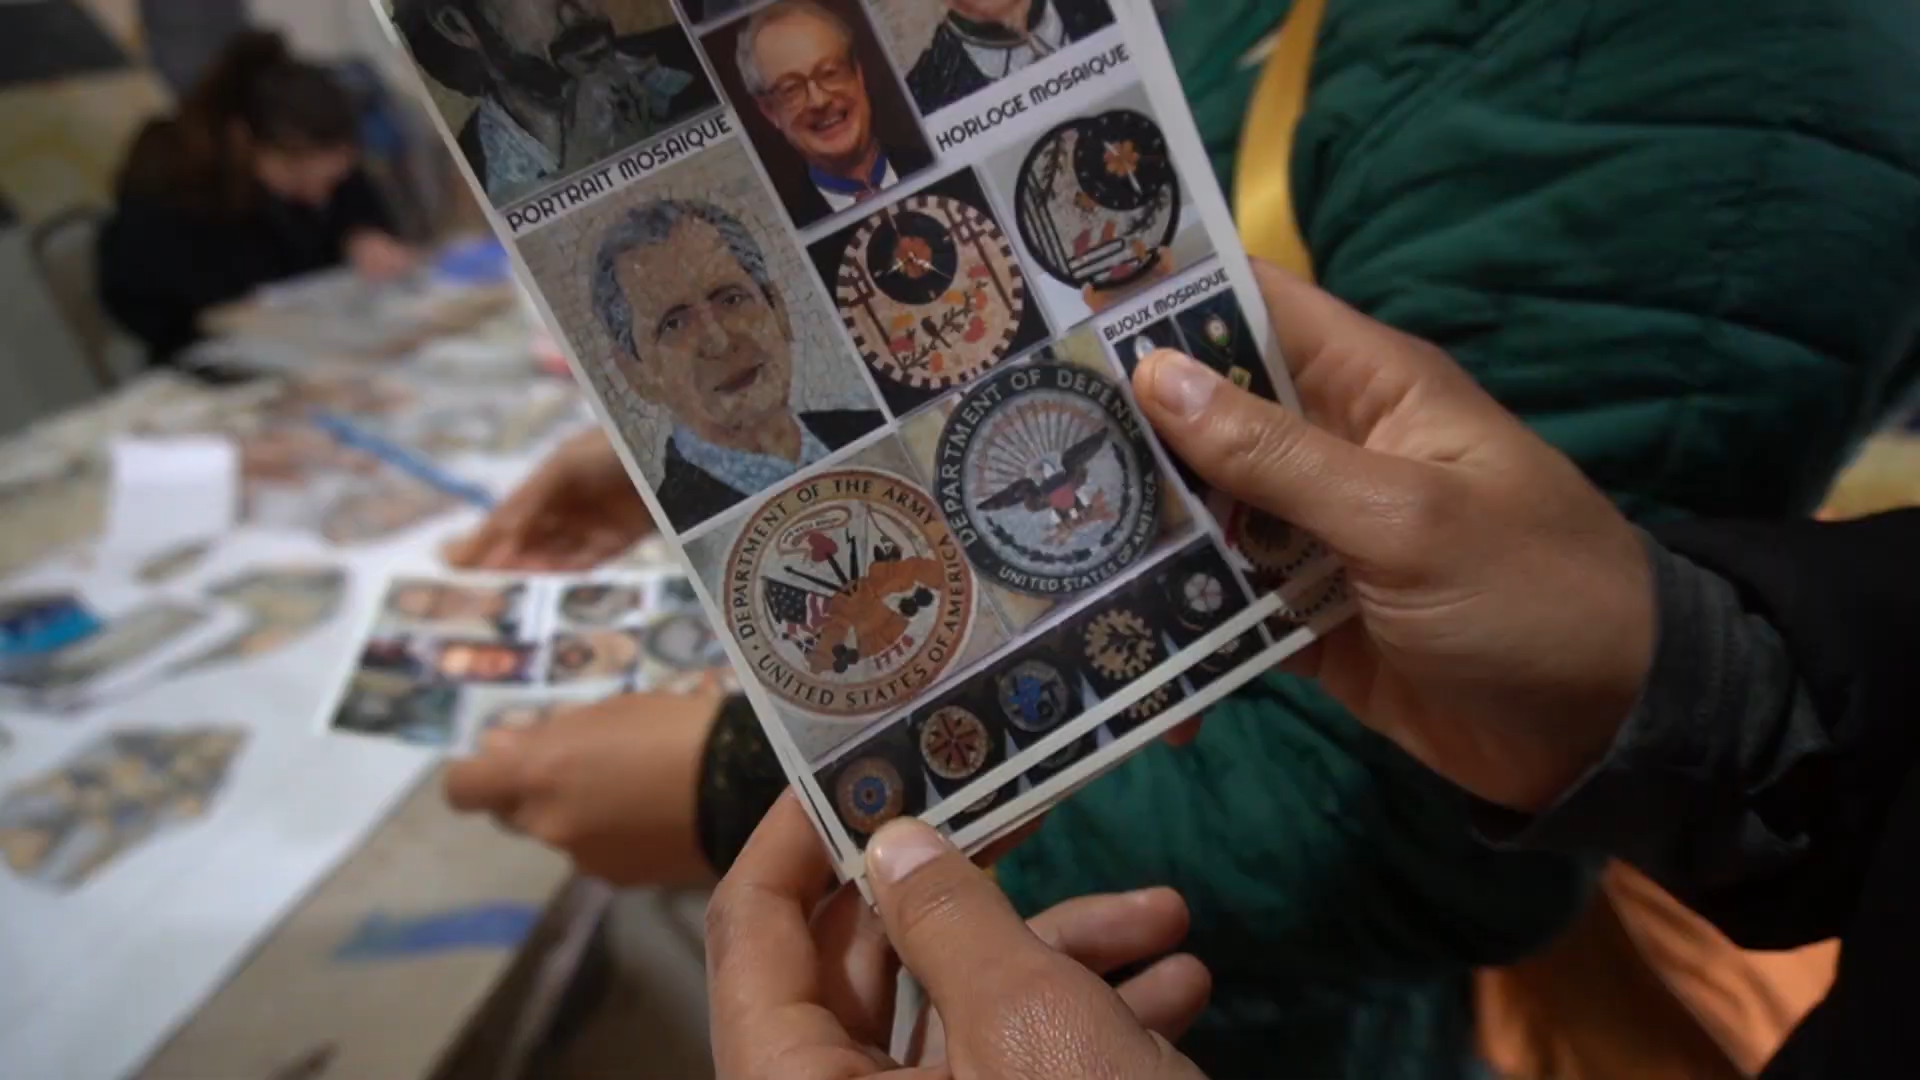 PORTRAIT MOSAIQUE
HORLOGE MOSAIQUE
BIJOUX MOSAIQUE
DEPARTMENT OF DEFENSE
UNITED STATES OF AMERICA
DEPARTMENT OF THE ARMY
1775
UNITED STATES OF AMERICA